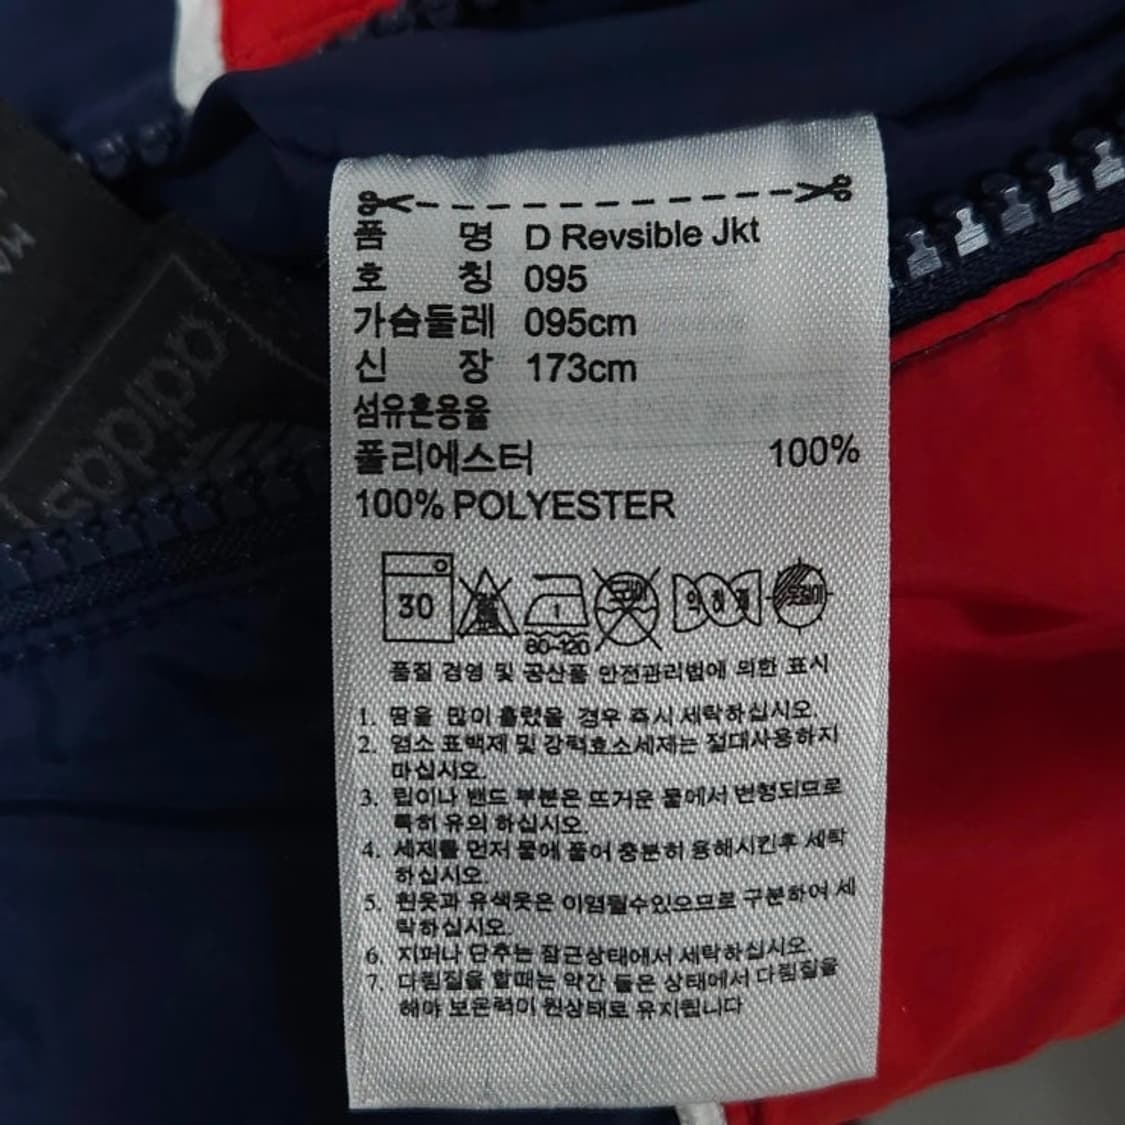 품 명 D Revsible Jkt
호 칭 095
가슴둘레 095cm
신 장 173cm
섬유혼용율
폴리에스터 100%
100% POLYESTER
30
1
80~120
약하게
품질 경영 및 공산품 안전관리법에 의한 표시
1. 땀을 많이 흘렸을 경우 즉시 세탁하십시오.
2. 염소 표백제 및 강력효소세제는 절대사용하지
마십시오.
3. 립이나 밴드 부분은 뜨거운 물에서 변형되므로
특히 유의 하십시오.
4. 세제를 먼저 물에 풀어 충분히 용해시킨후 세탁
하십시오.
5. 흰옷과 유색옷은 이염될수있으므로 구분하여 세
탁하십시오.
6. 지퍼나 단추는 잠근상태에서 세탁하십시오.
7. 다림질을 할때는 약간 들은 상태에서 다림질을
해야 보온력이 원상태로 유지됩니다
adidas